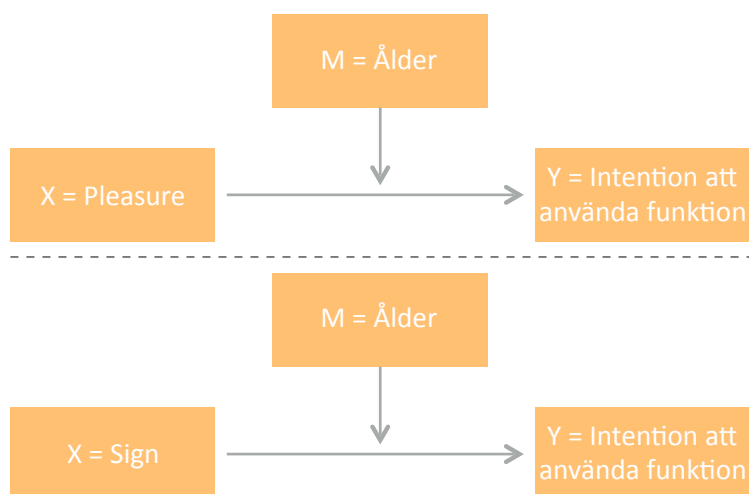 M = Ålder
X = Pleasure
Y = Intention att
använda funktion
M = Ålder
X = Sign
Y = Intention att
använda funktion